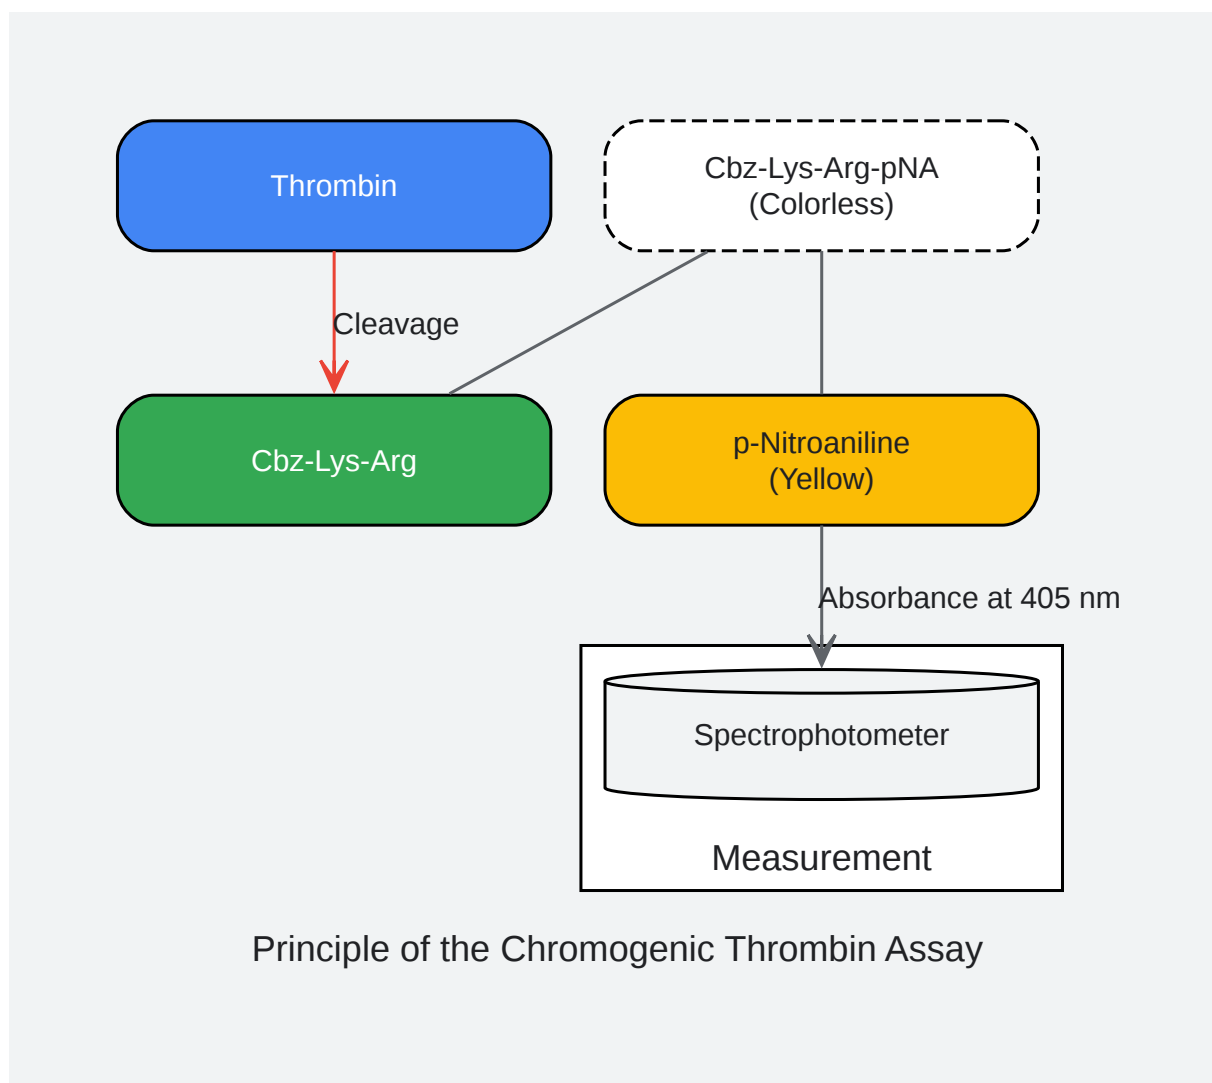 Thrombin
Cbz-Lys-Arg-pNA
(Colorless)
Cleavage
Cbz-Lys-Arg
p-Nitroaniline
(Yellow)
Absorbance at 405 nm
Spectrophotometer
Measurement
Principle of the Chromogenic Thrombin Assay